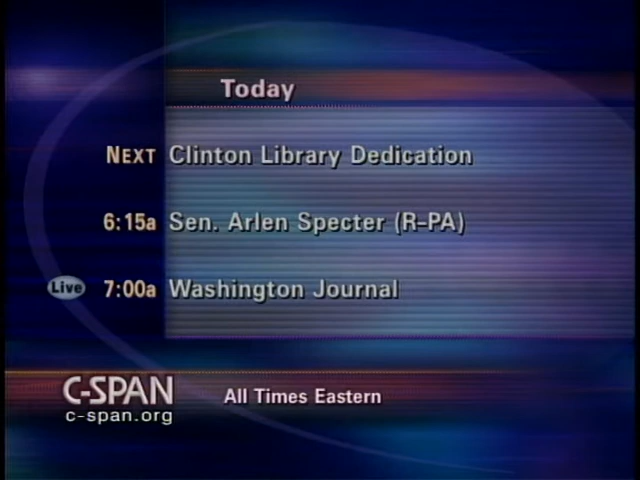 Today
NEXT Clinton Library Dedication
6:15a Sen. Arlen Specter (R-PA)
Live 7:00a Washington Journal
C-SPAN All Times Eastern
c-span.org